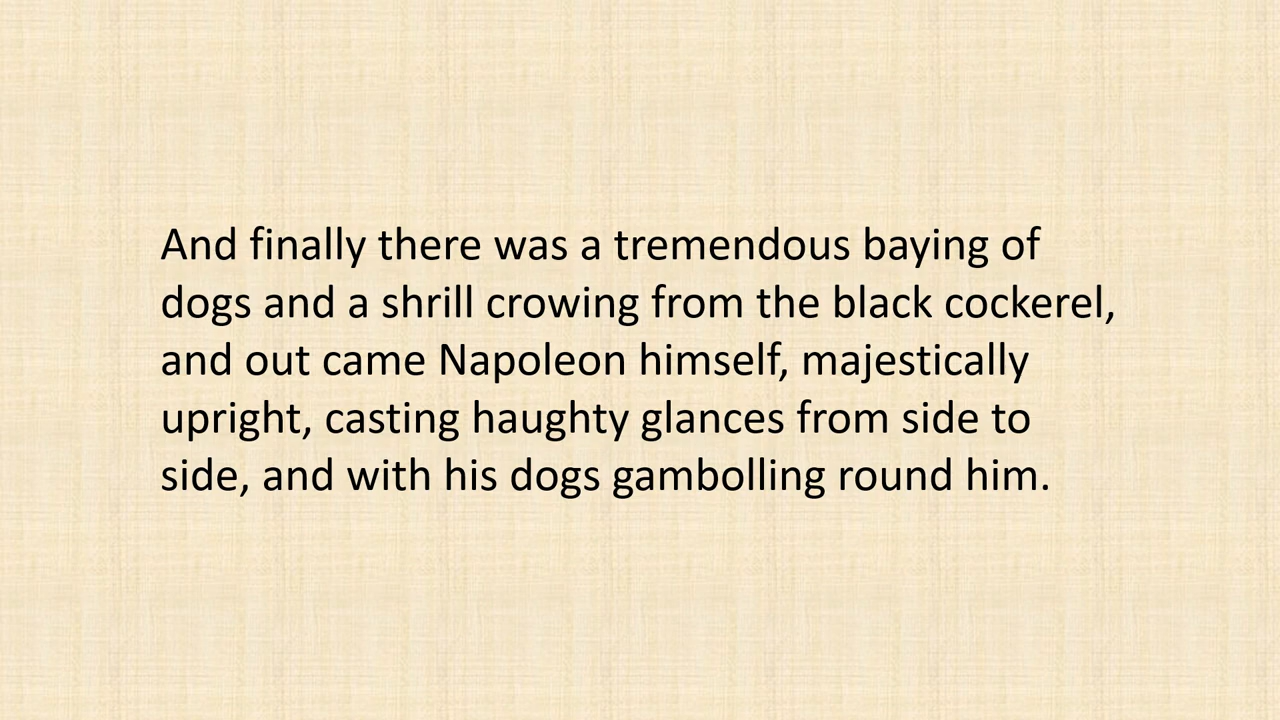 And finally there was a tremendous baying of
dogs and a shrill crowing from the black cockerel,
and out came Napoleon himself, majestically
upright, casting haughty glances from side to
side, and with his dogs gambolling round him.